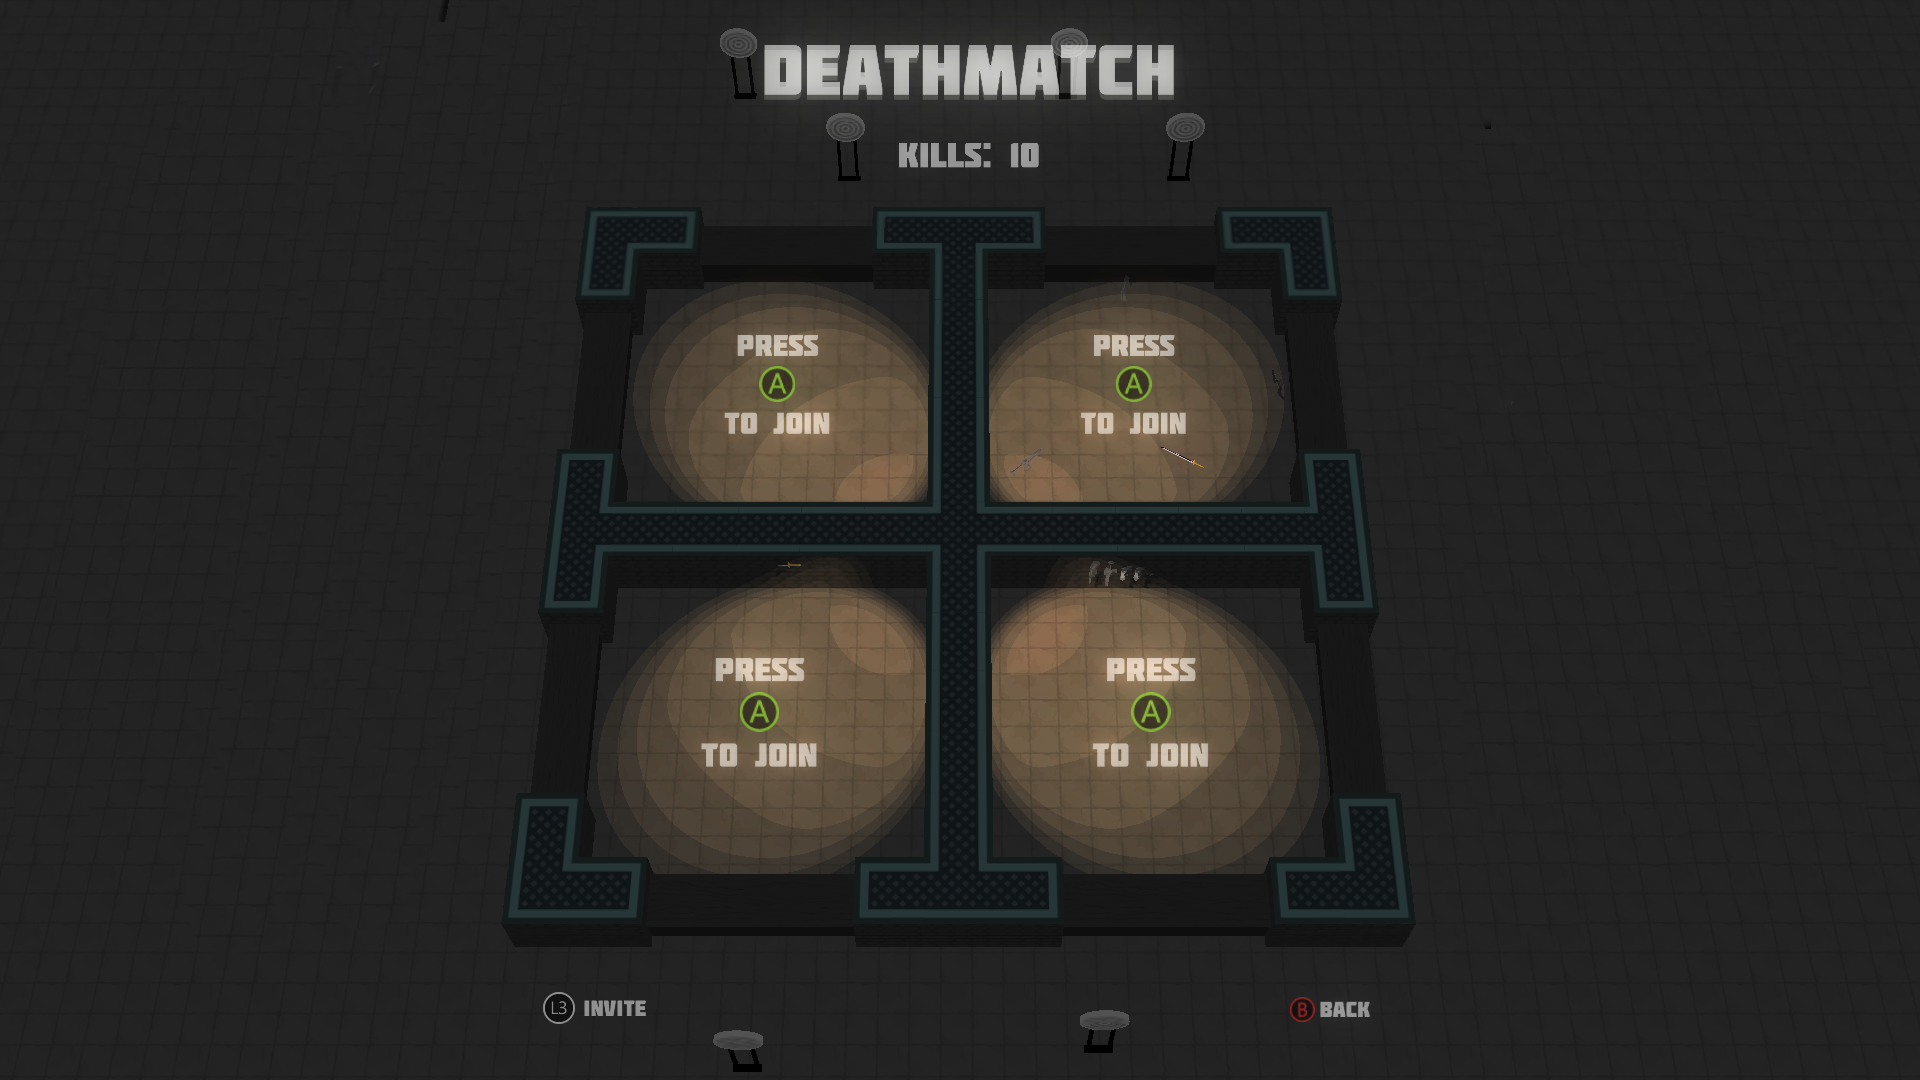 DEATHMATCH
KILLS: 10
PRESS
A
TO JOIN
PRESS
A
TO JOIN
PRESS
A
TO JOIN
PRESS
A
TO JOIN
L3 INVITE
B BACK